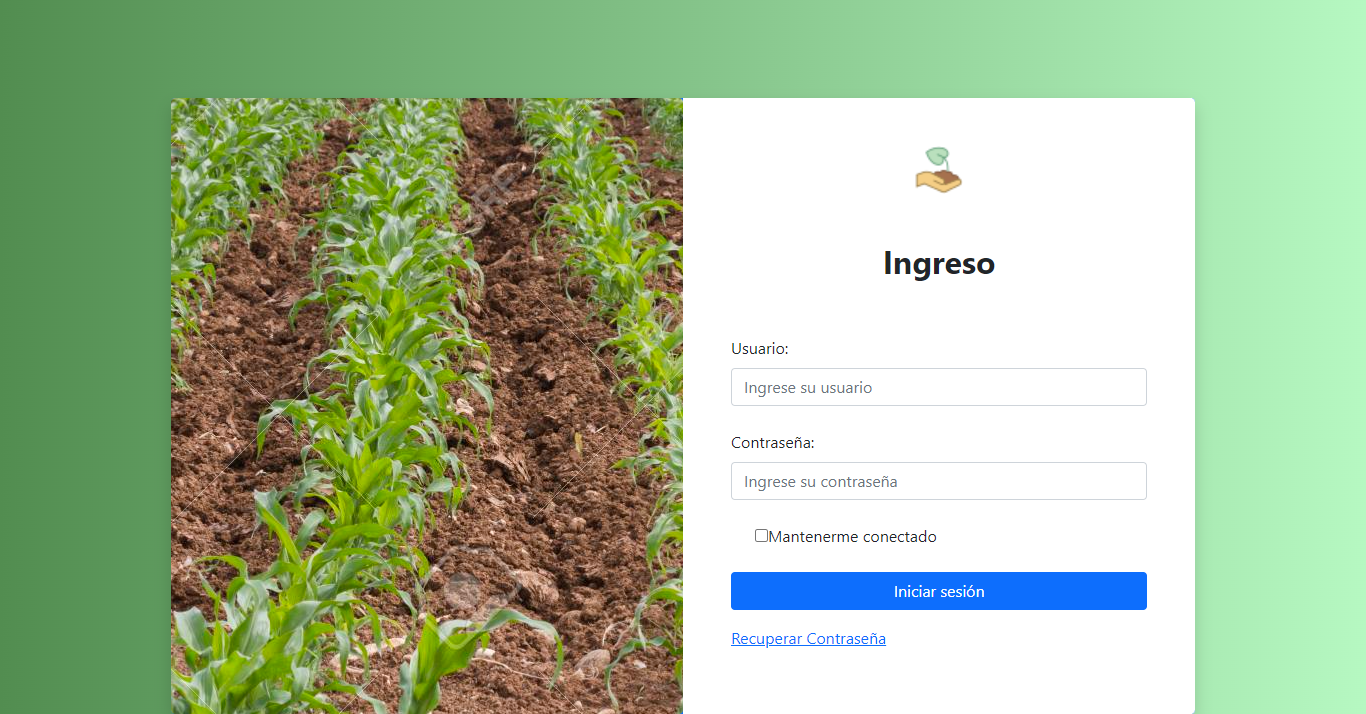 Ingreso
Usuario:
Ingrese su usuario
Contraseña:
Ingrese su contraseña
Mantenerme conectado
Iniciar sesión
Recuperar Contraseña